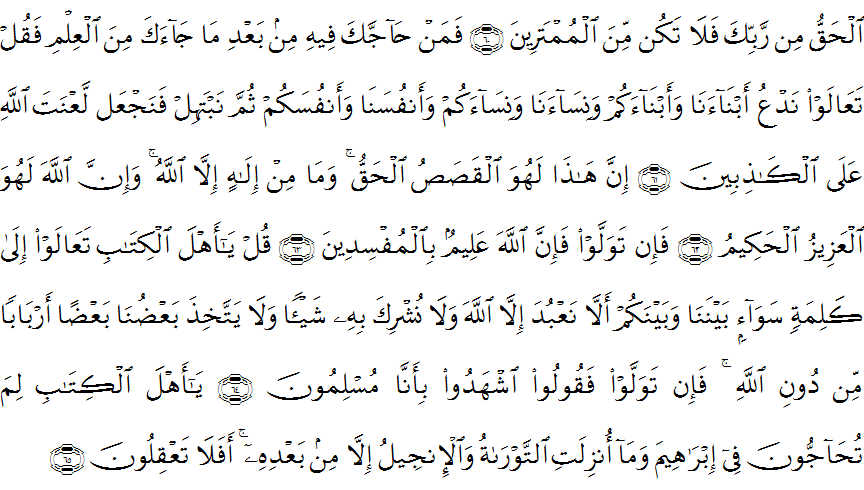 ٱلۡحَقُّ مِن رَّبِّكَ فَلَا تَكُن مِّنَ ٱلۡمُمۡتَرِينَ ٦٠ فَمَنۡ حَآجَّكَ فِيهِ مِنۢ بَعۡدِ مَا جَآءَكَ مِنَ ٱلۡعِلۡمِ فَقُلۡ
تَعَالَوۡاْ نَدۡعُ أَبۡنَآءَنَا وَأَبۡنَآءَكُمۡ وَنِسَآءَنَا وَنِسَآءَكُمۡ وَأَنفُسَنَا وَأَنفُسَكُمۡ ثُمَّ نَبۡتَهِلۡ فَنَجۡعَل لَّعۡنَتَ ٱللَّهِ
عَلَى ٱلۡكَٰذِبِينَ ٦١ إِنَّ هَٰذَا لَهُوَ ٱلۡقَصَصُ ٱلۡحَقُّۚ وَمَا مِنۡ إِلَٰهٍ إِلَّا ٱللَّهُۚ وَإِنَّ ٱللَّهَ لَهُوَ
ٱلۡعَزِيزُ ٱلۡحَكِيمُ ٦٢ فَإِن تَوَلَّوۡاْ فَإِنَّ ٱللَّهَ عَلِيمُۢ بِٱلۡمُفۡسِدِينَ ٦٣ قُلۡ يَٰٓأَهۡلَ ٱلۡكِتَٰبِ تَعَالَوۡاْ إِلَىٰ
كَلِمَةٖ سَوَآءِۭ بَيۡنَنَا وَبَيۡنَكُمۡ أَلَّا نَعۡبُدَ إِلَّا ٱللَّهَ وَلَا نُشۡرِكَ بِهِۦ شَيۡـٔٗا وَلَا يَتَّخِذَ بَعۡضُنَا بَعۡضًا أَرۡبَابٗا
مِّن دُونِ ٱللَّهِۚ فَإِن تَوَلَّوۡاْ فَقُولُواْ ٱشۡهَدُواْ بِأَنَّا مُسۡلِمُونَ ٦٤ يَٰٓأَهۡلَ ٱلۡكِتَٰبِ لِمَ
تُحَآجُّونَ فِيٓ إِبۡرَٰهِيمَ وَمَآ أُنزِلَتِ ٱلتَّوۡرَىٰةُ وَٱلۡإِنجِيلُ إِلَّا مِنۢ بَعۡدِهِۦٓۚ أَفَلَا تَعۡقِلُونَ ٦٥